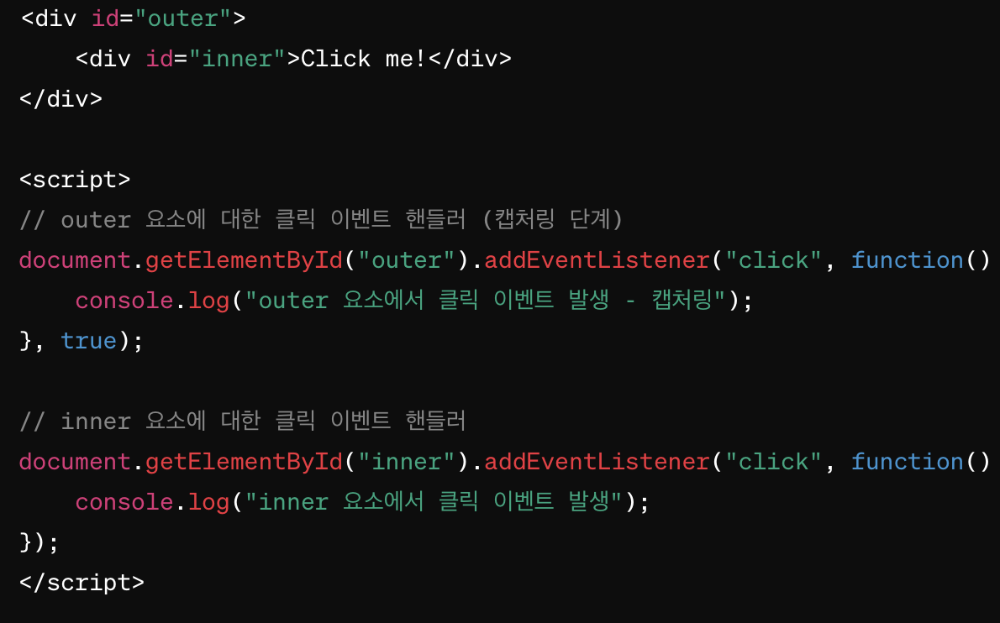 <div id="outer">
    <div id="inner">Click me!</div>
</div>

<script>
// outer 요소에 대한 클릭 이벤트 핸들러 (캡처링 단계)
document.getElementById("outer").addEventListener("click", function()
    console.log("outer 요소에서 클릭 이벤트 발생 - 캡처링");
}, true);

// inner 요소에 대한 클릭 이벤트 핸들러
document.getElementById("inner").addEventListener("click", function()
    console.log("inner 요소에서 클릭 이벤트 발생");
});
</script>